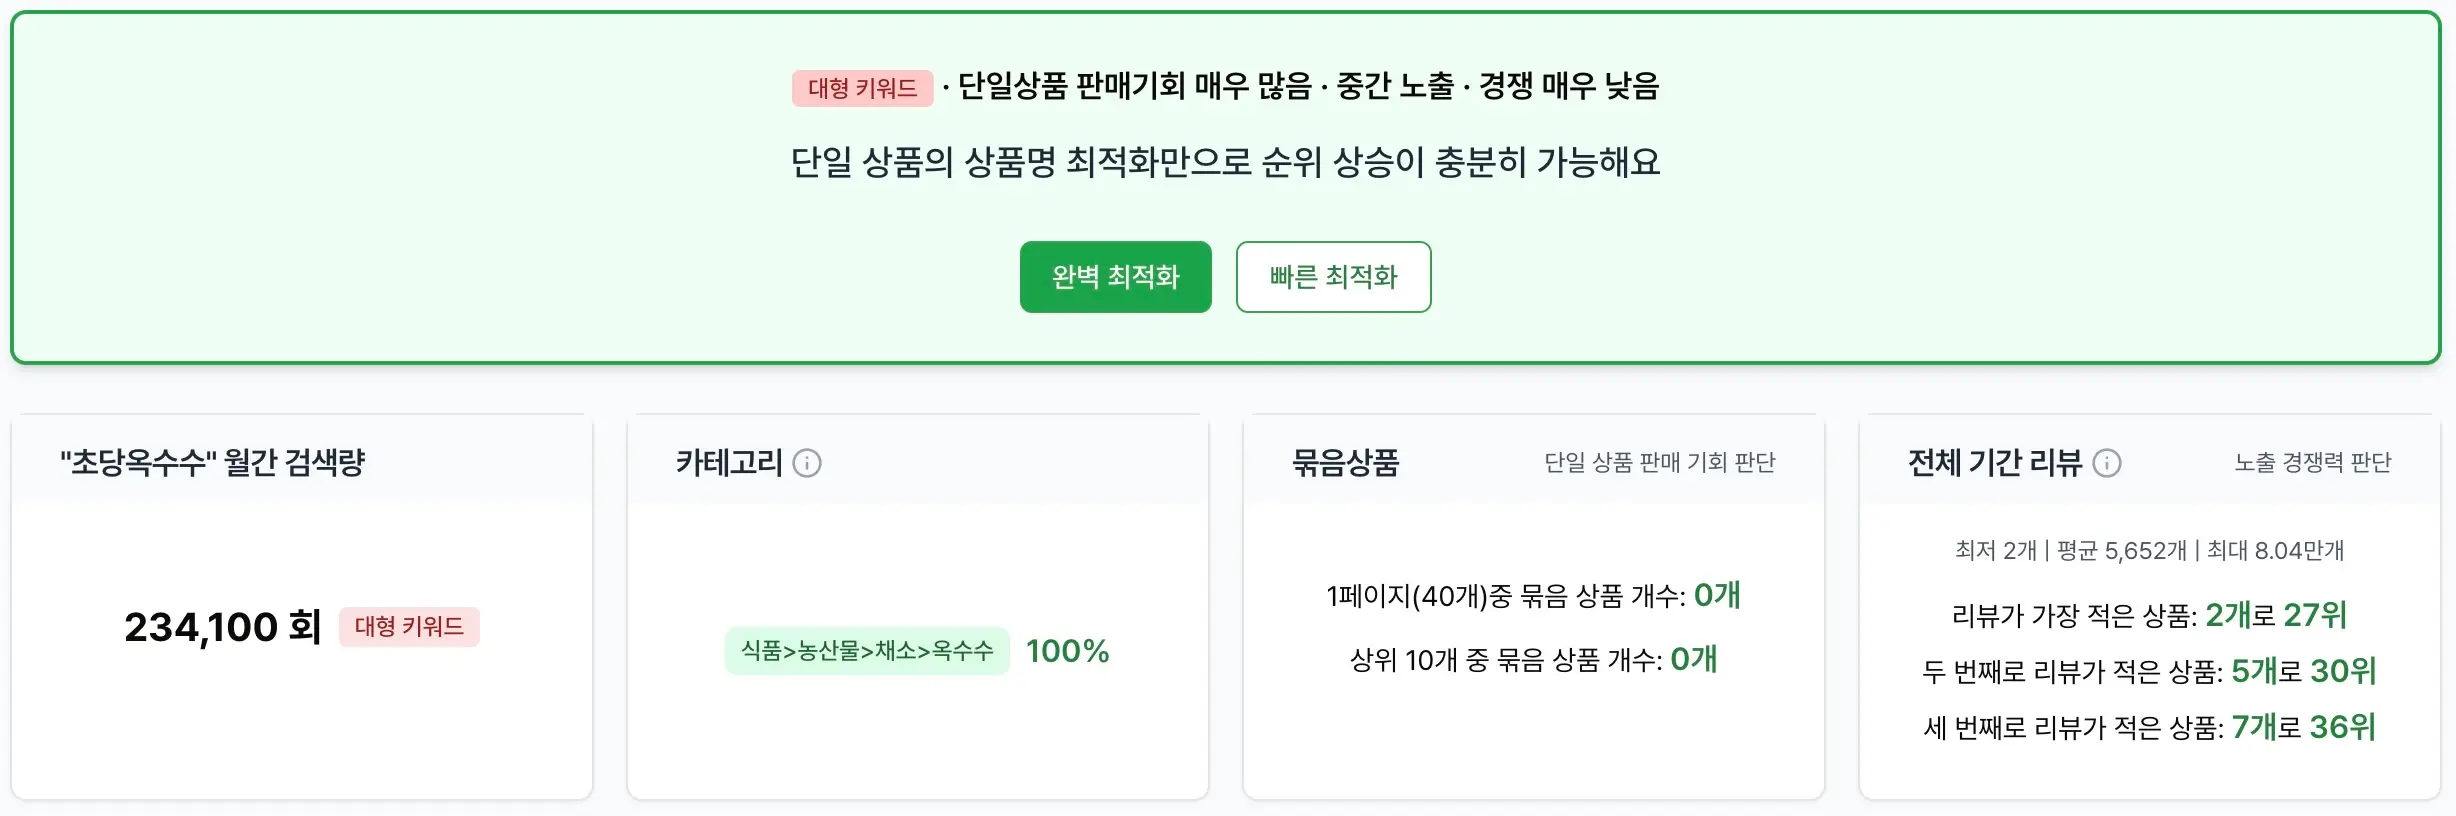 대형 키워드 · 단일상품 판매기회 매우 많음 · 중간 노출 · 경쟁 매우 낮음
단일 상품의 상품명 최적화만으로 순위 상승이 충분히 가능해요
완벽 최적화 빠른 최적화
"초당옥수수" 월간 검색량
234,100 회 대형 키워드
카테고리
식품>농산물>채소>옥수수 100%
묶음상품 단일 상품 판매 기회 판단
1페이지(40개)중 묶음 상품 개수: 0개
상위 10개 중 묶음 상품 개수: 0개
전체 기간 리뷰 노출 경쟁력 판단
최저 2개 | 평균 5,652개 | 최대 8.04만개
리뷰가 가장 적은 상품: 2개로 27위
두 번째로 리뷰가 적은 상품: 5개로 30위
세 번째로 리뷰가 적은 상품: 7개로 36위